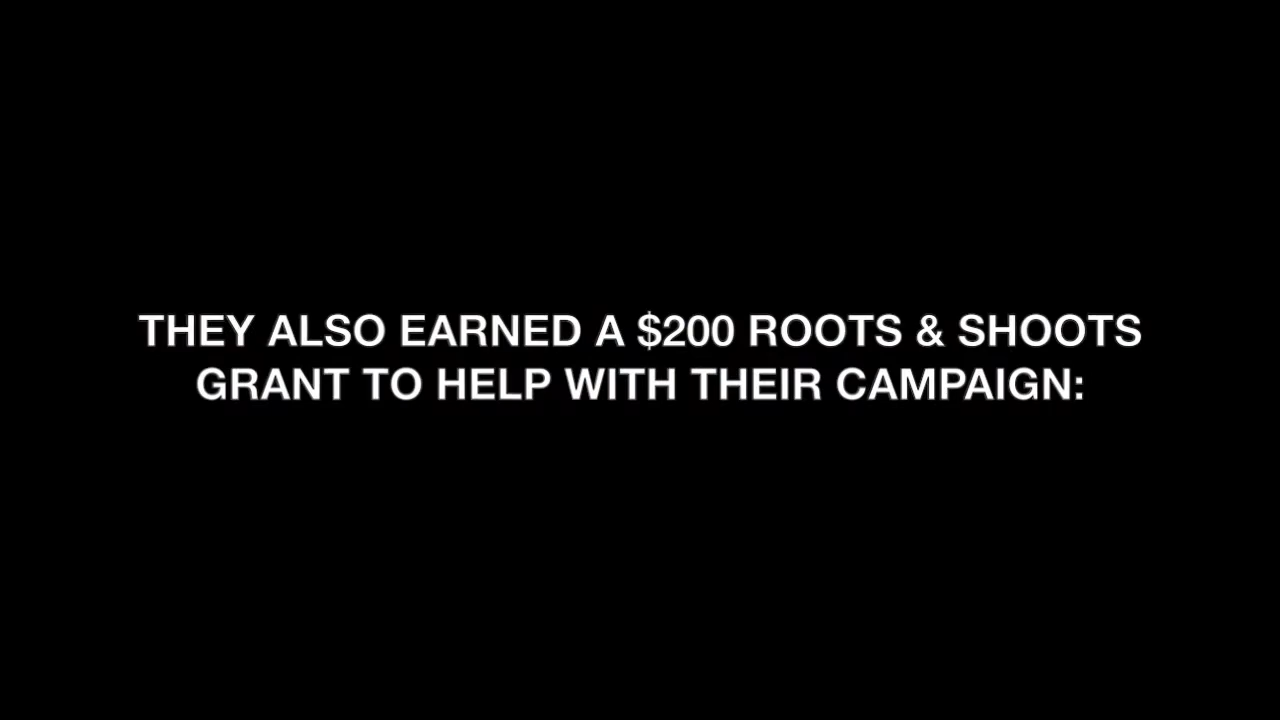 THEY ALSO EARNED A $200 ROOTS & SHOOTS
GRANT TO HELP WITH THEIR CAMPAIGN: